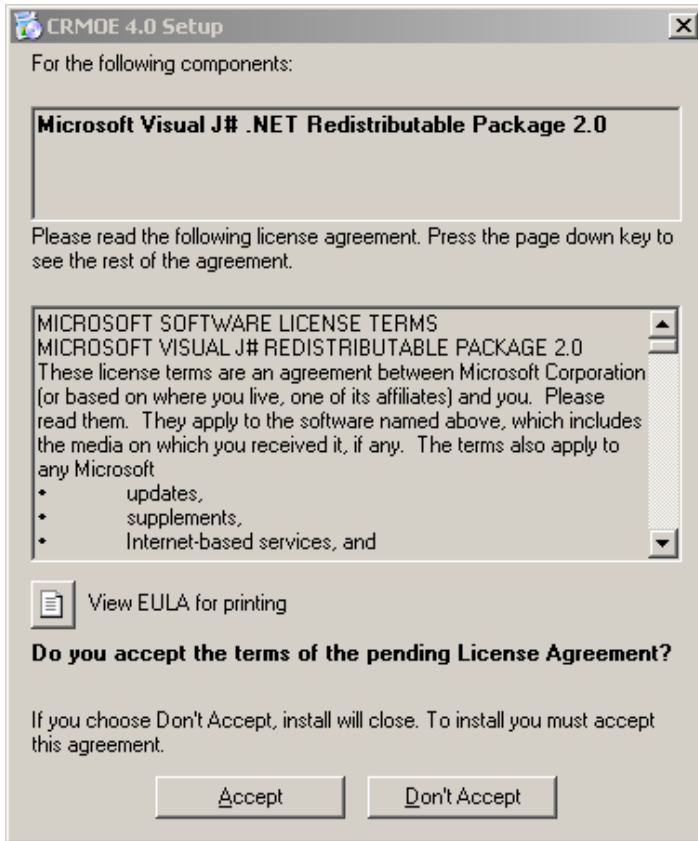 CRMOE 4.0 Setup
For the following components:
Microsoft Visual J# .NET Redistributable Package 2.0
Please read the following license agreement. Press the page down key to
see the rest of the agreement.
MICROSOFT SOFTWARE LICENSE TERMS
MICROSOFT VISUAL J# REDISTRIBUTABLE PACKAGE 2.0
These license terms are an agreement between Microsoft Corporation
(or based on where you live, one of its affiliates) and you.  Please
read them.  They apply to the software named above, which includes
the media on which you received it, if any.  The terms also apply to
any Microsoft
• updates,
• supplements,
• Internet-based services, and
View EULA for printing
Do you accept the terms of the pending License Agreement?
If you choose Don't Accept, install will close. To install you must accept
this agreement.
Accept
Don't Accept